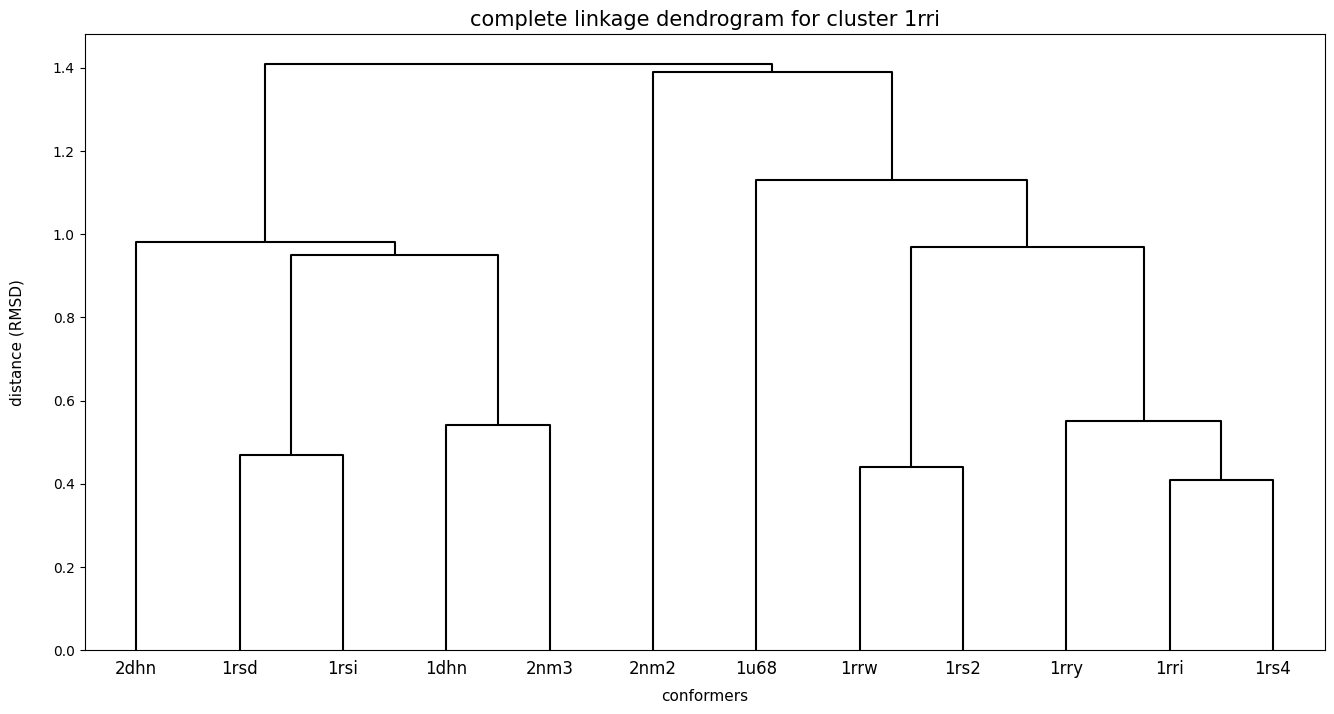 complete linkage dendrogram for cluster 1rri
1.4
1.2
1.0
0.8
0.6
0.4
0.2
0.0
distance (RMSD)
2dhn 1rsd 1rsi 1dhn 2nm3 2nm2 1u68 1rrw 1rs2 1rry 1rri 1rs4
conformers